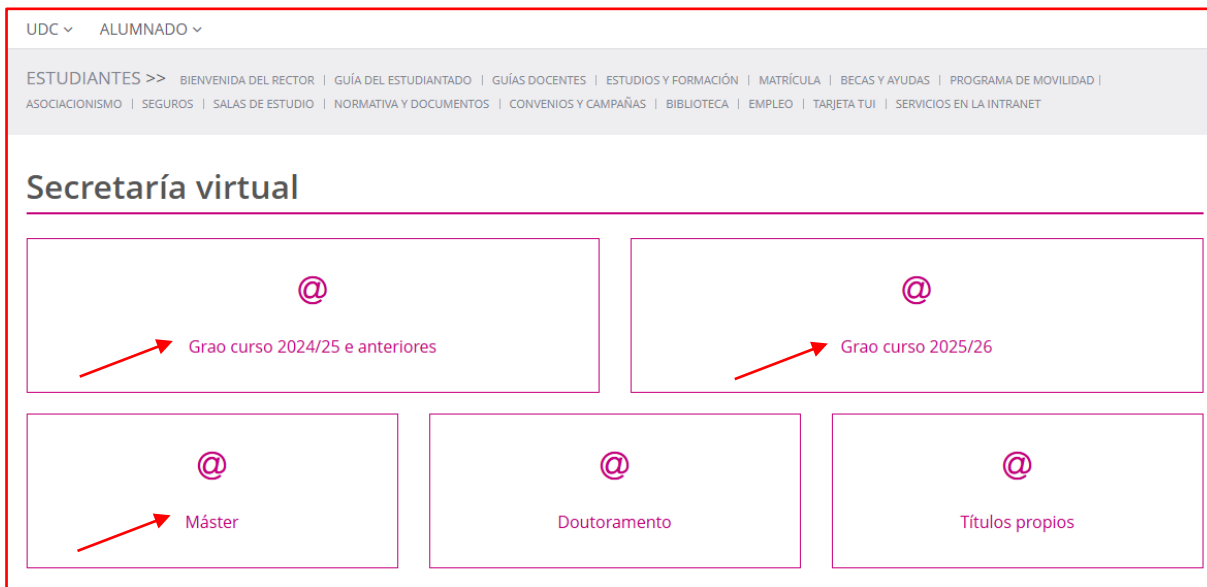 UDC ALUMNADO
ESTUDIANTES >> BIENVENIDA DEL RECTOR | GUÍA DEL ESTUDIANTADO | GUÍAS DOCENTES | ESTUDIOS Y FORMACIÓN | MATRÍCULA | BECAS Y AYUDAS | PROGRAMA DE MOVILIDAD |
ASOCIACIONISMO | SEGUROS | SALAS DE ESTUDIO | NORMATIVA Y DOCUMENTOS | CONVENIOS Y CAMPAÑAS | BIBLIOTECA | EMPLEO | TARJETA TUI | SERVICIOS EN LA INTRANET
Secretaría virtual
@
Grao curso 2024/25 e anteriores
@
Grao curso 2025/26
@
Máster
@
Doutoramento
@
Títulos propios